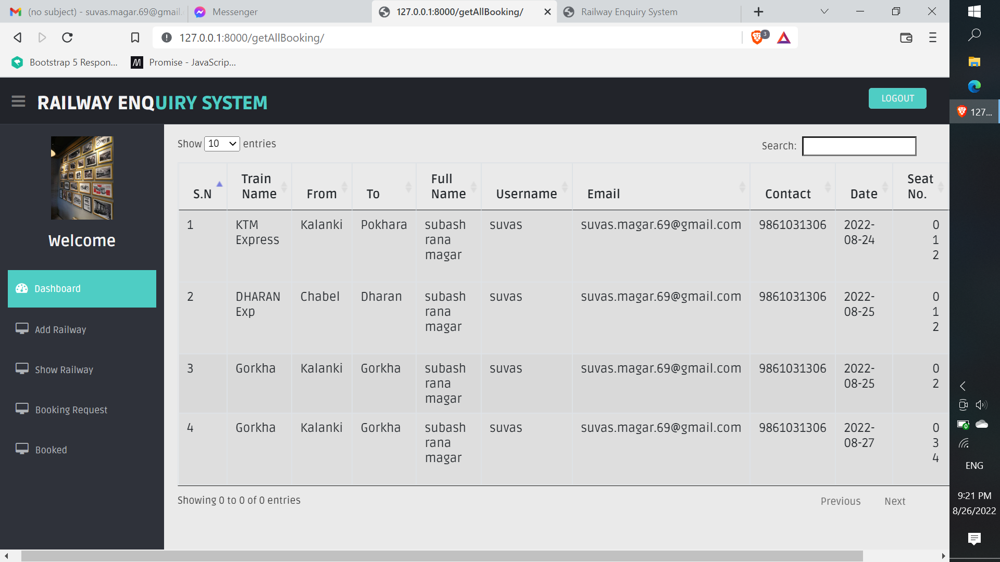 (no subject) - suvas.magar.69@gmail.
Messenger
127.0.0.1:8000/getAllBooking/
Railway Enquiry System
127.0.0.1:8000/getAllBooking/
3
Bootstrap 5 Respon...
Promise - JavaScrip...
127...
RAILWAY ENQUIRY SYSTEM
LOGOUT
Welcome
Dashboard
Add Railway
Show Railway
Booking Request
Booked
Show 10 entries
Search:
S.N Train Name From To Full Name Username Email Contact Date Seat No.
1 KTM Express Kalanki Pokhara subash rana magar suvas suvas.magar.69@gmail.com 9861031306 2022-08-24 0 1 2
2 DHARAN Exp Chabel Dharan subash rana magar suvas suvas.magar.69@gmail.com 9861031306 2022-08-25 0 1 2
3 Gorkha Kalanki Gorkha subash rana magar suvas suvas.magar.69@gmail.com 9861031306 2022-08-25 0 2
4 Gorkha Kalanki Gorkha subash rana magar suvas suvas.magar.69@gmail.com 9861031306 2022-08-27 0 3 4
Showing 0 to 0 of 0 entries
Previous Next
ENG
9:21 PM
8/26/2022